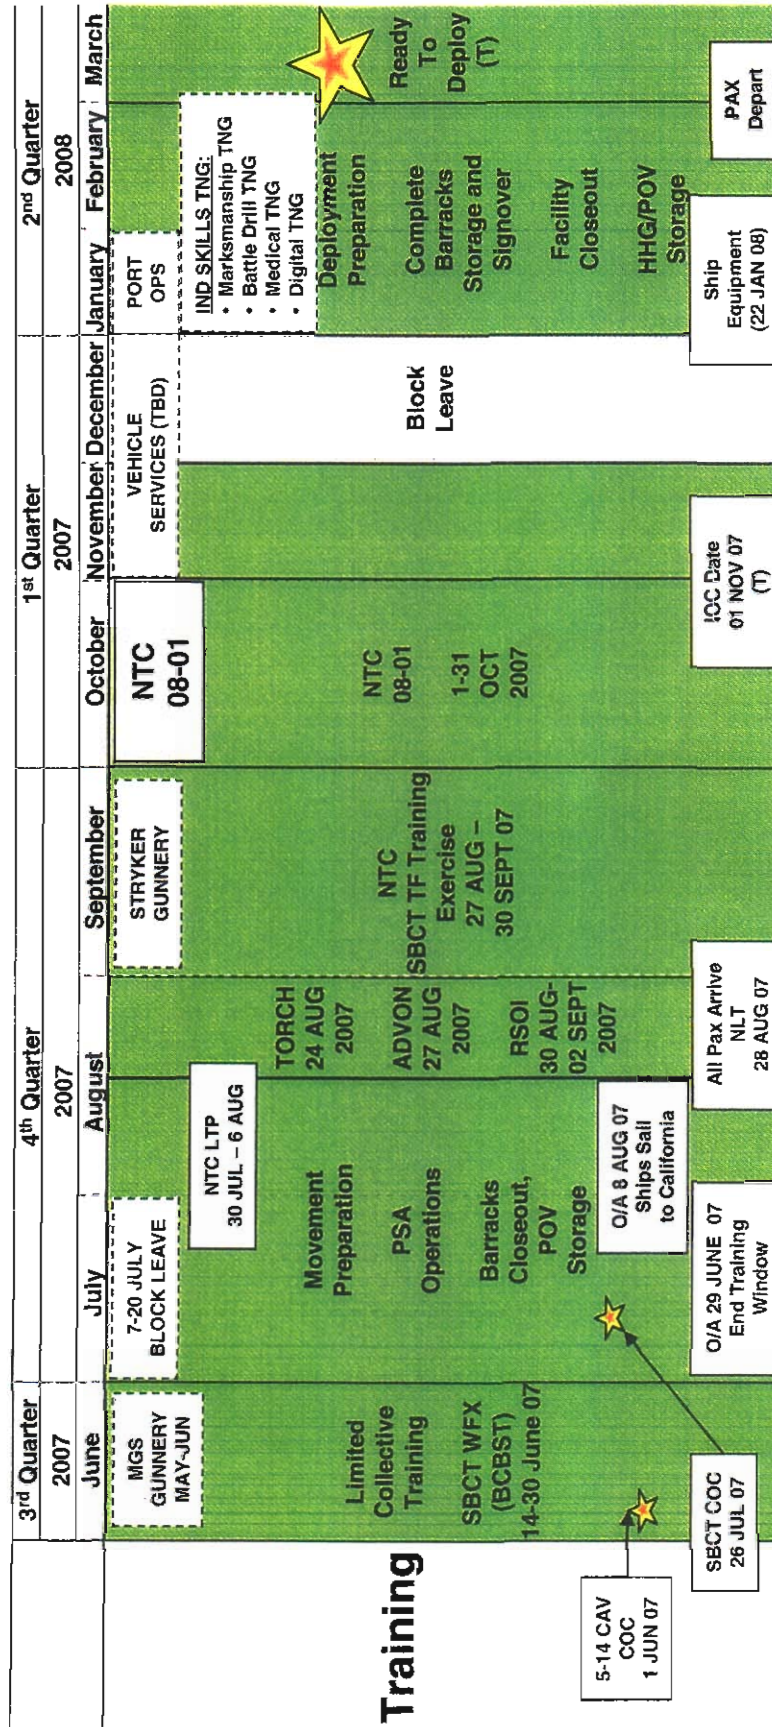 3rd Quarter
4th Quarter
1st Quarter
2nd Quarter
2007
2007
2007
2008
June
July
August
September
October
November
December
January
February
March
Training
MGS
GUNNERY
MAY-JUN
7-20 JULY
BLOCK LEAVE
NTC LTP
30 JUL – 6 AUG
STRYKER
GUNNERY
NTC
08-01
VEHICLE
SERVICES (TBD)
PORT
OPS
IND SKILLS TNG:
• Marksmanship TNG
• Battle Drill TNG
• Medical TNG
• Digital TNG
Limited
Collective
Training
SBCT WFX
(BCBST)
14-30 June 07
Movement
Preparation
PSA
Operations
Barracks
Closeout,
POV
Storage
TORCH
24 AUG
2007
ADVON
27 AUG
2007
RSOI
30 AUG-
02 SEPT
2007
NTC
SBCT TF Training
Exercise
27 AUG –
30 SEPT 07
NTC
08-01
1-31
OCT
2007
Block
Leave
Deployment
Preparation
Complete
Barracks
Storage and
Signover
Facility
Closeout
HHG/POV
Storage
Ready
To
Deploy
(T)
5-14 CAV
COC
1 JUN 07
SBCT COC
26 JUL 07
O/A 29 JUNE 07
End Training
Window
O/A 8 AUG 07
Ships Sail
to California
All Pax Arrive
NLT
28 AUG 07
IOC Date
01 NOV 07
(T)
Ship
Equipment
(22 JAN 08)
PAX
Depart